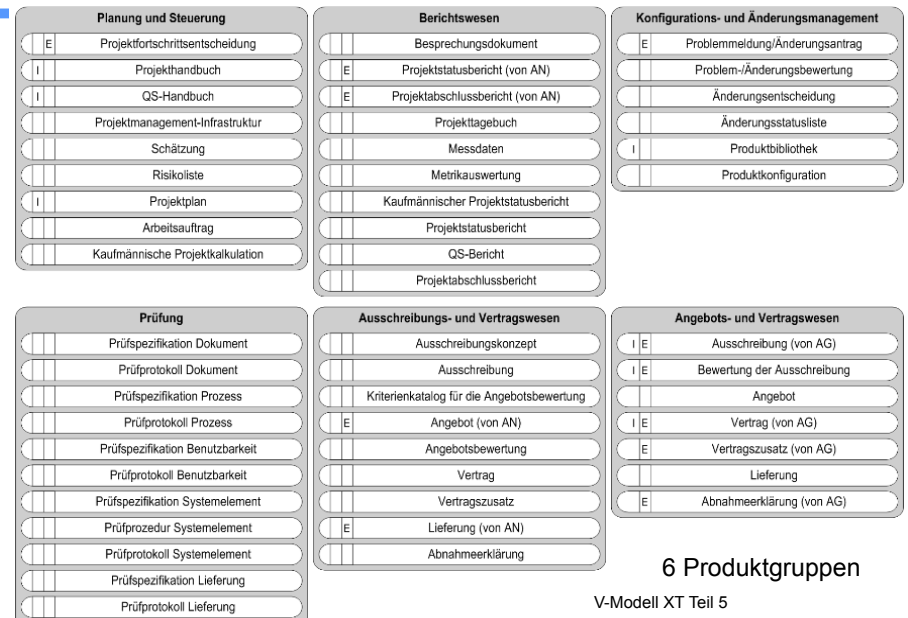 Planung und Steuerung
E Projektfortschrittsentscheidung
I Projekthandbuch
I QS-Handbuch
Projektmanagement-Infrastruktur
Schätzung
Risikoliste
I Projektplan
Arbeitsauftrag
Kaufmännische Projektkalkulation
Berichtswesen
Besprechungsdokument
E Projektstatusbericht (von AN)
E Projektabschlussbericht (von AN)
Projekttagebuch
Messdaten
Metrikauswertung
Kaufmännischer Projektstatusbericht
Projektstatusbericht
QS-Bericht
Projektabschlussbericht
Konfigurations- und Änderungsmanagement
E Problemmeldung/Änderungsantrag
Problem-/Änderungsbewertung
Änderungsentscheidung
Änderungsstatusliste
I Produktbibliothek
Produktkonfiguration
Prüfung
Prüfspezifikation Dokument
Prüfprotokoll Dokument
Prüfspezifikation Prozess
Prüfprotokoll Prozess
Prüfspezifikation Benutzbarkeit
Prüfprotokoll Benutzbarkeit
Prüfspezifikation Systemelement
Prüfprozedur Systemelement
Prüfprotokoll Systemelement
Prüfspezifikation Lieferung
Prüfprotokoll Lieferung
Ausschreibungs- und Vertragswesen
Ausschreibungskonzept
Ausschreibung
Kriterienkatalog für die Angebotsbewertung
E Angebot (von AN)
Angebotsbewertung
Vertrag
Vertragszusatz
E Lieferung (von AN)
Abnahmeerklärung
Angebots- und Vertragswesen
I E Ausschreibung (von AG)
I E Bewertung der Ausschreibung
Angebot
I E Vertrag (von AG)
E Vertragszusatz (von AG)
Lieferung
E Abnahmeerklärung (von AG)
6 Produktgruppen
V-Modell XT Teil 5